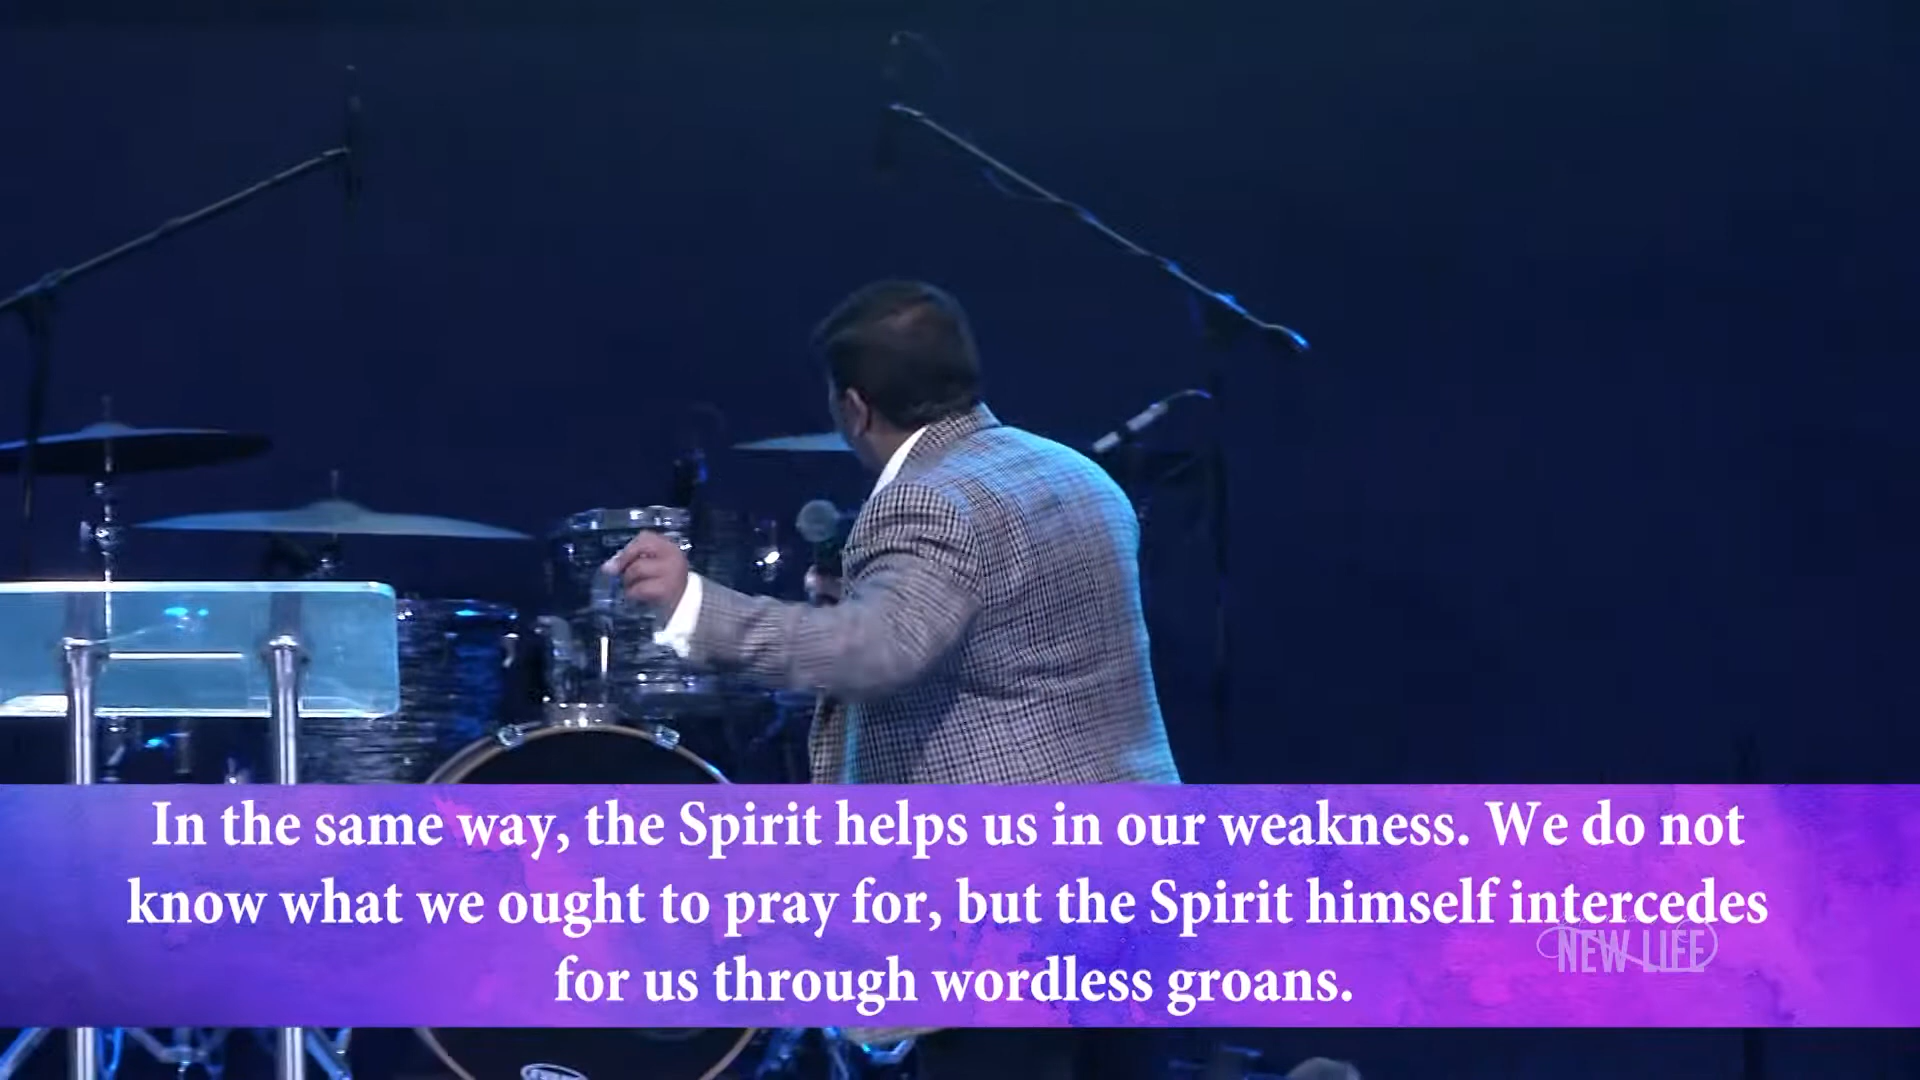 In the same way, the Spirit helps us in our weakness. We do not
know what we ought to pray for, but the Spirit himself intercedes
for us through wordless groans.
NEW LIFE